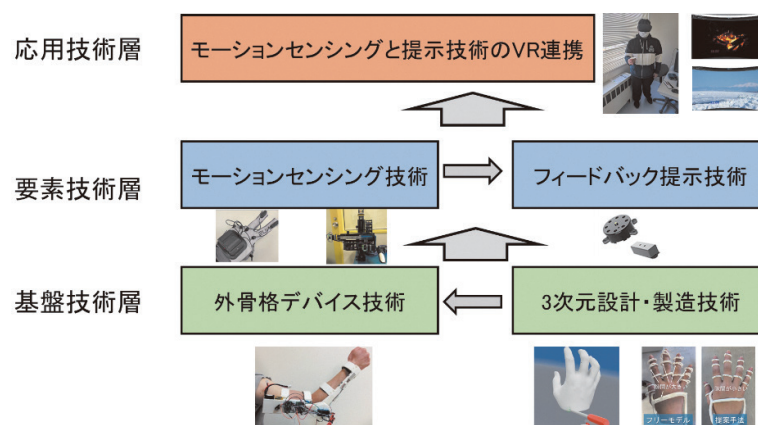 応用技術層
モーションセンシングと提示技術のVR連携
要素技術層
モーションセンシング技術
フィードバック提示技術
基盤技術層
外骨格デバイス技術
3次元設計・製造技術
フリーモデル
提案手法